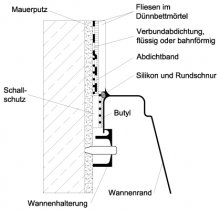 Mauerputz
Fliesen im
Dünnbettmörtel
Verbundabdichtung,
flüssig oder bahnförmig
Abdichtband
Silikon und Rundschnur
Schall-
schutz
Butyl
Wannenhalterung
Wannenrand